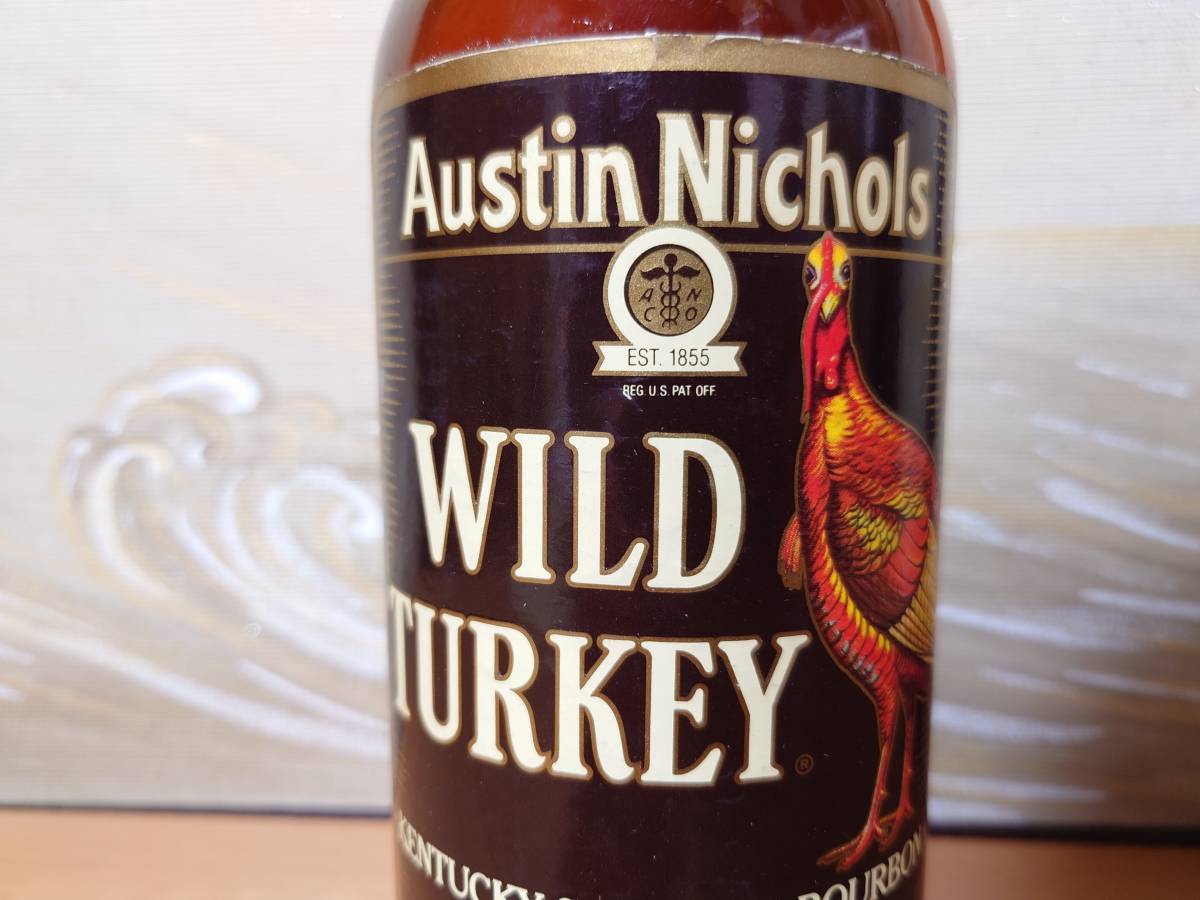 Austin Nichols
A N
C O
EST. 1855
REG. U.S. PAT. OFF.
WILD
TURKEY®
KENTUCKY BOURBON